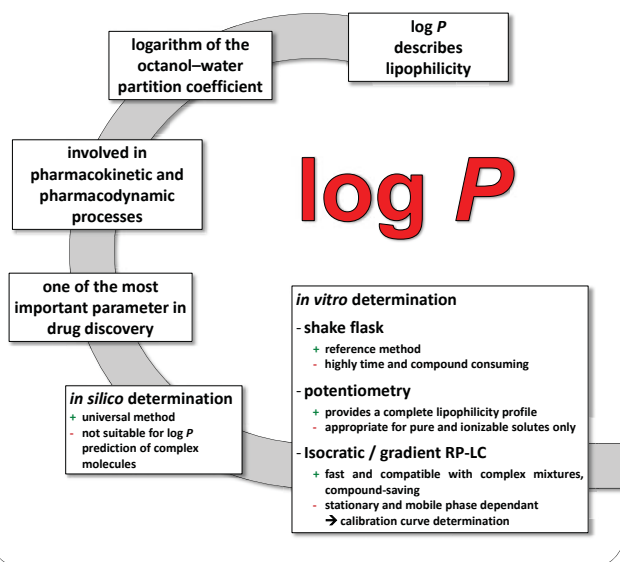 log P
describes
lipophilicity
logarithm of the
octanol–water
partition coefficient
involved in
pharmacokinetic and
pharmacodynamic
processes
log P
one of the most
important parameter in
drug discovery
in silico determination
+ universal method
- not suitable for log P
prediction of complex
molecules
in vitro determination
- shake flask
+ reference method
- highly time and compound consuming
- potentiometry
+ provides a complete lipophilicity profile
- appropriate for pure and ionizable solutes only
- Isocratic / gradient RP-LC
+ fast and compatible with complex mixtures,
compound-saving
- stationary and mobile phase dependant
→ calibration curve determination